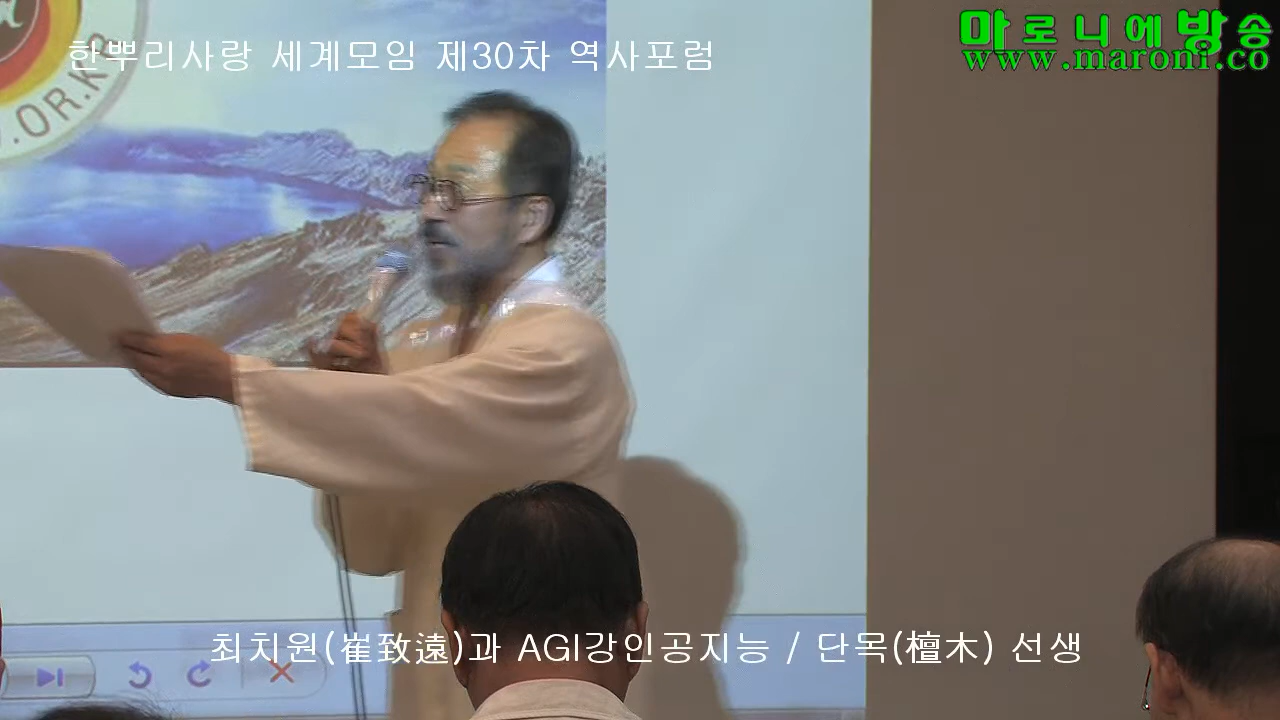 마로니에방송
한뿌리사랑 세계모임 제30차 역사포럼
www.maroni.co
.OR.KR
최치원(崔致遠)과 AGI강인공지능 / 단목(檀木) 선생